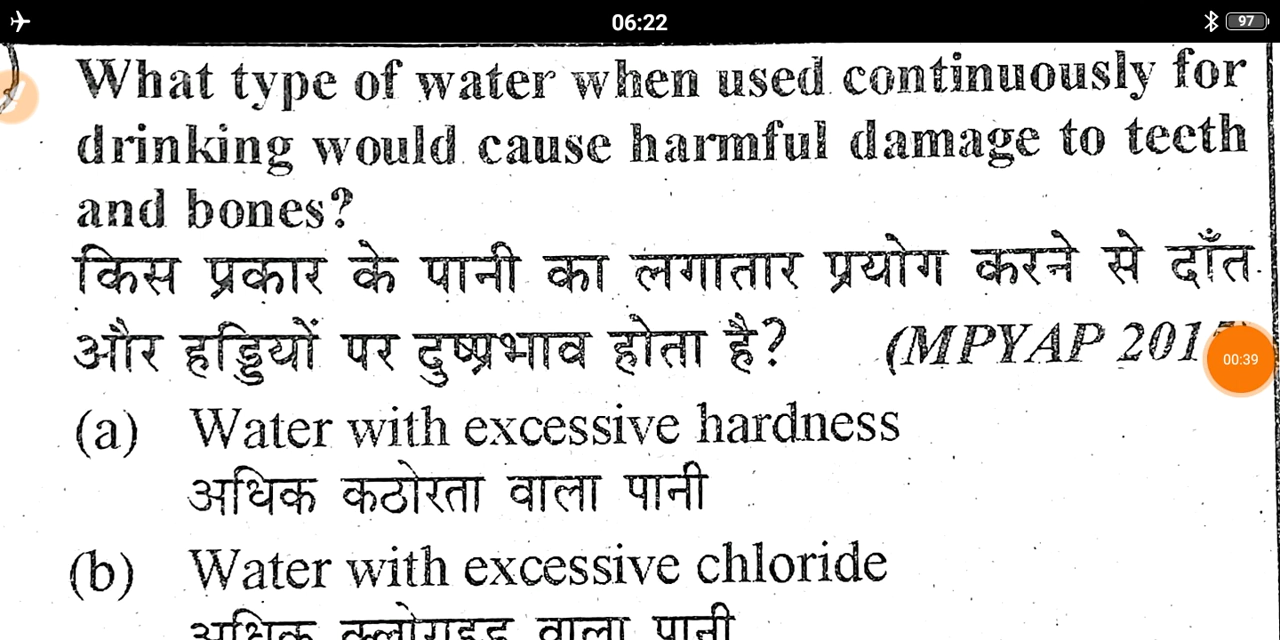 06:22
97
What type of water when used continuously for
drinking would cause harmful damage to teeth
and bones?
किस प्रकार के पानी का लगातार प्रयोग करने से दाँत
और हड्डियों पर दुष्प्रभाव होता है?
(MPYAP
00:39
(a) Water with excessive hardness
अधिक कठोरता वाला पानी
(b) Water with excessive chloride
अधिक क्लोराइड वाला पानी